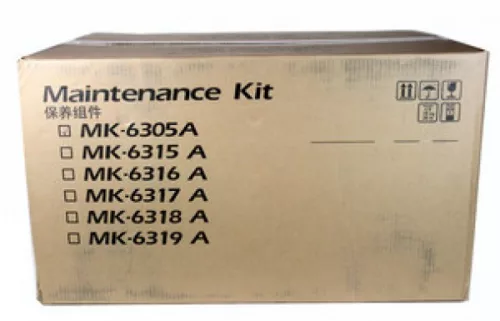 Maintenance Kit
保养组件
☑ MK-6305A
☐ MK-6315 A
☐ MK-6316 A
☐ MK-6317 A
☐ MK-6318 A
☐ MK-6319 A